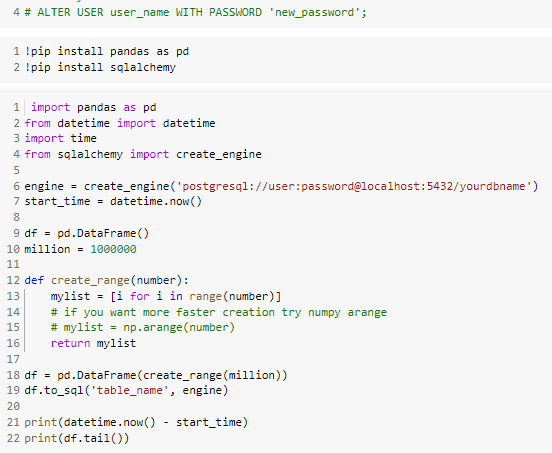 4 # ALTER USER user_name WITH PASSWORD 'new_password';
1 !pip install pandas as pd
2 !pip install sqlalchemy
1 import pandas as pd
2 from datetime import datetime
3 import time
4 from sqlalchemy import create_engine
5
6 engine = create_engine('postgresql://user:password@localhost:5432/yourdbname')
7 start_time = datetime.now()
8
9 df = pd.DataFrame()
10 million = 1000000
11
12 def create_range(number):
13     mylist = [i for i in range(number)]
14     # if you want more faster creation try numpy arange
15     # mylist = np.arange(number)
16     return mylist
17
18 df = pd.DataFrame(create_range(million))
19 df.to_sql('table_name', engine)
20
21 print(datetime.now() - start_time)
22 print(df.tail())